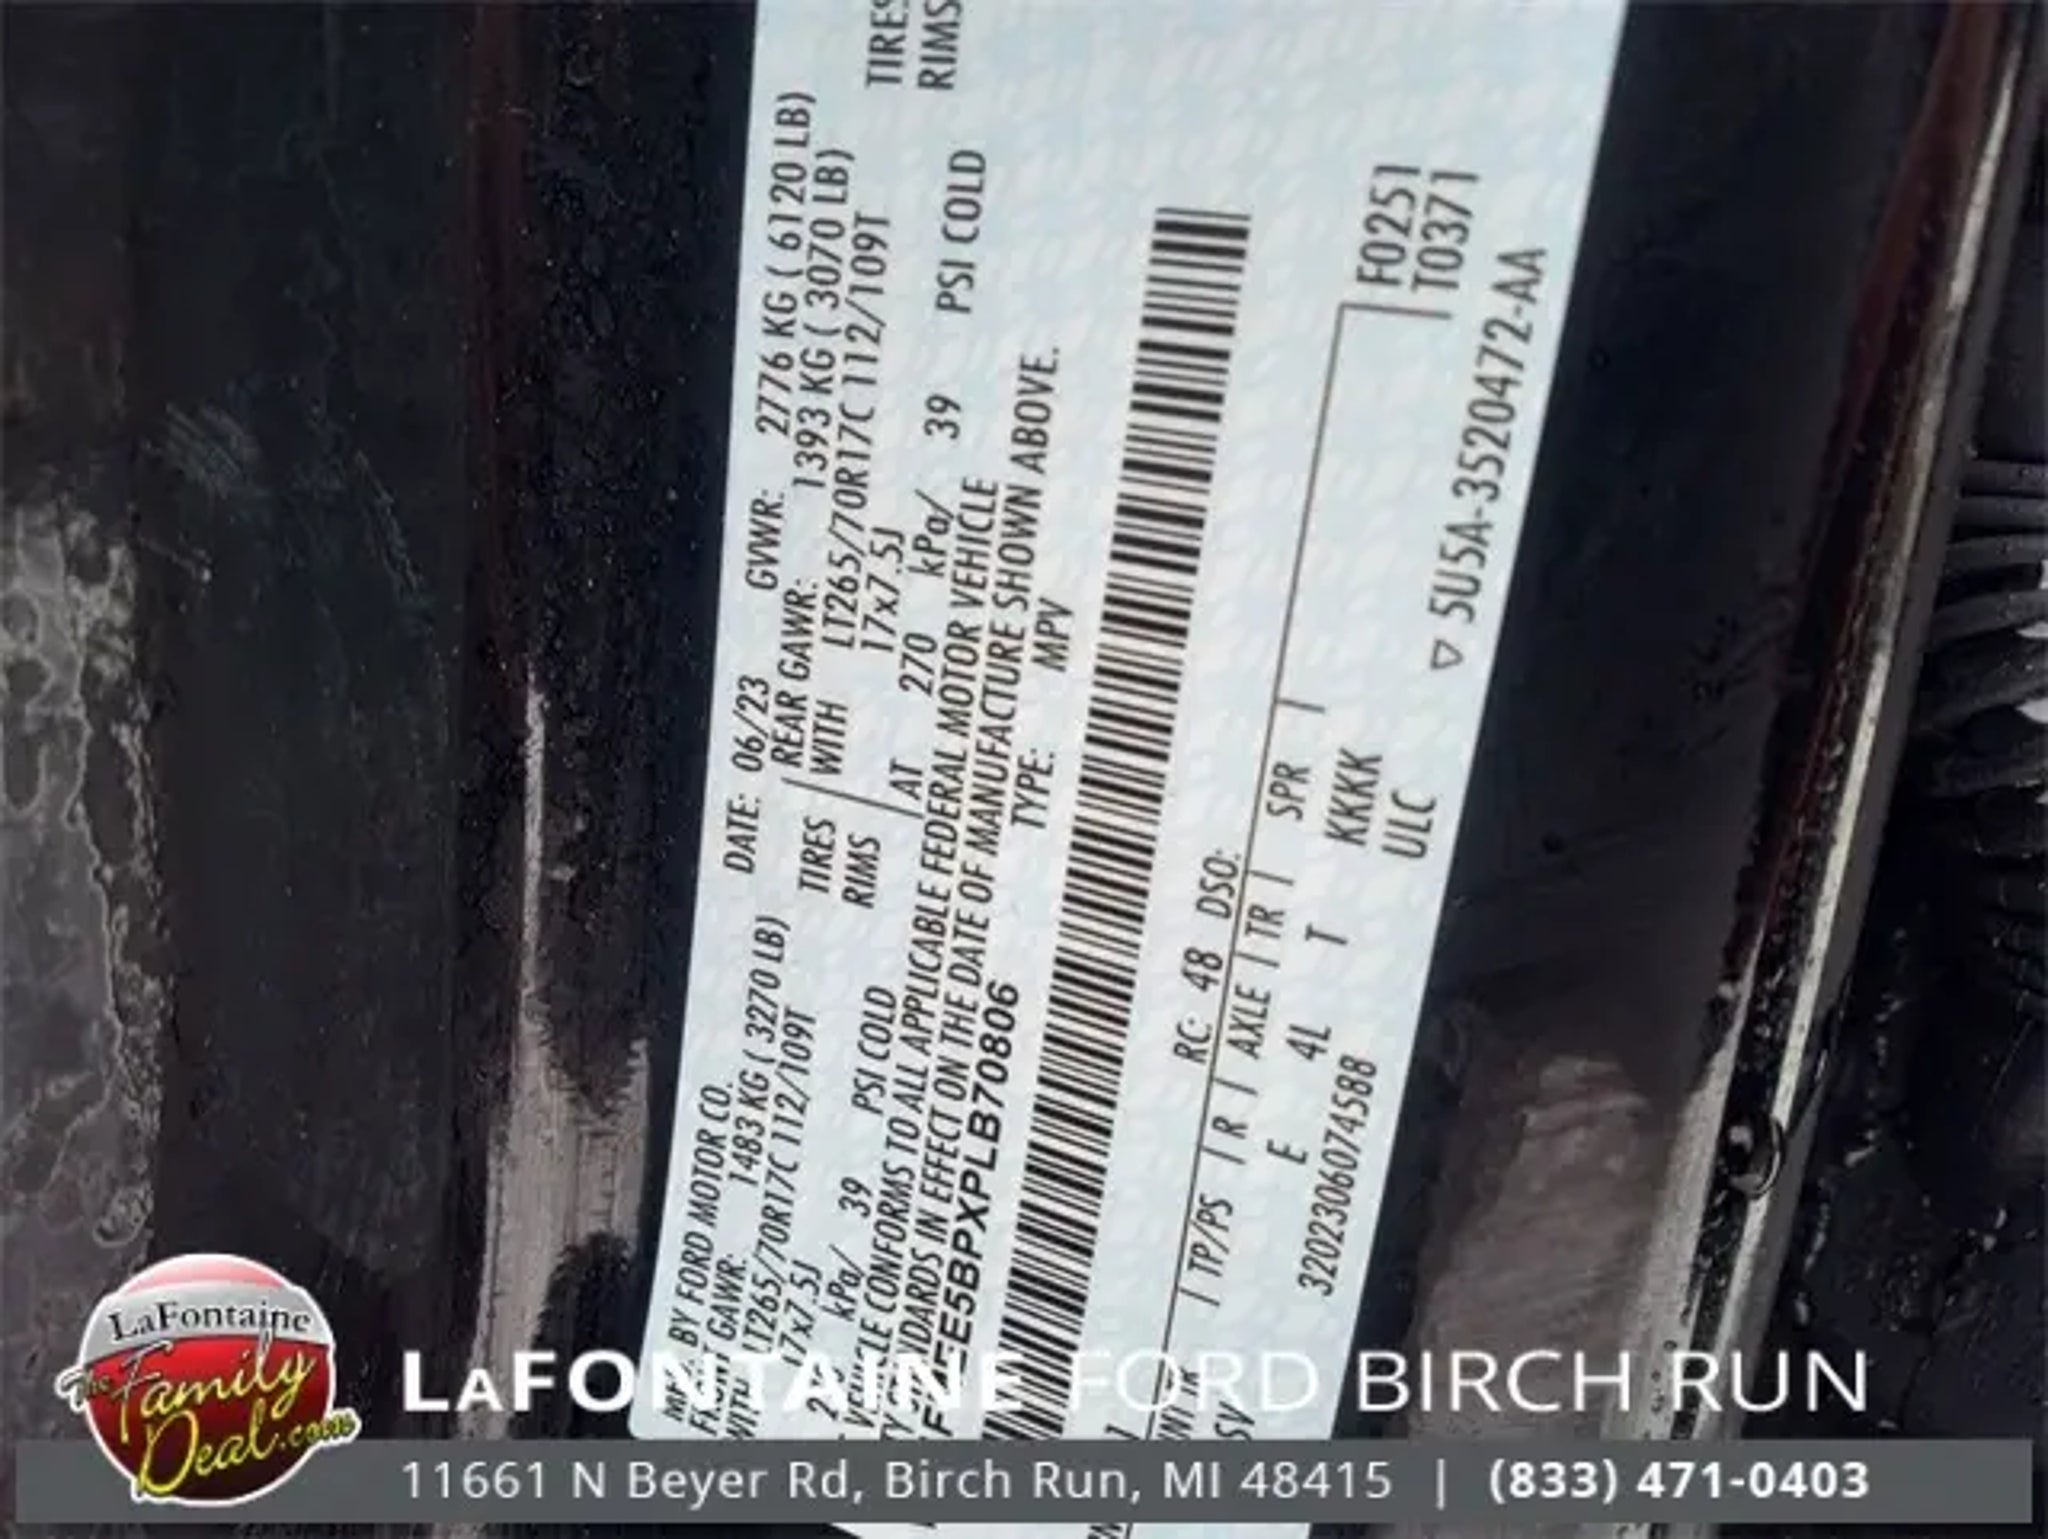 MFD. BY FORD MOTOR CO. DATE: 06/23 GVWR: 2776 KG ( 6120 LB)
FRONT GAWR: 1483 KG ( 3270 LB) REAR GAWR: 1393 KG ( 3070 LB)
WITH LT265/70R17C 112/109T TIRES WITH LT265/70R17C 112/109T TIRES
17x7.5J RIMS 17x7.5J RIMS
kPa/ 39 PSI COLD AT 270 kPa/ 39 PSI COLD
VEHICLE CONFORMS TO ALL APPLICABLE FEDERAL MOTOR VEHICLE
IN EFFECT ON THE DATE OF MANUFACTURE SHOWN ABOVE.
E5BPXPLB70806 TYPE: MPV
RC: 48 DSO:
TP/PS R AXLE TR SPR
E 4L T KKKK F0251
3202306074588 ULC T0371
▽ 5U5A-3520472-AA
LaFontaine
The Family
Deal.com
LAFONTAINE FORD BIRCH RUN
11661 N Beyer Rd, Birch Run, MI 48415 | (833) 471-0403